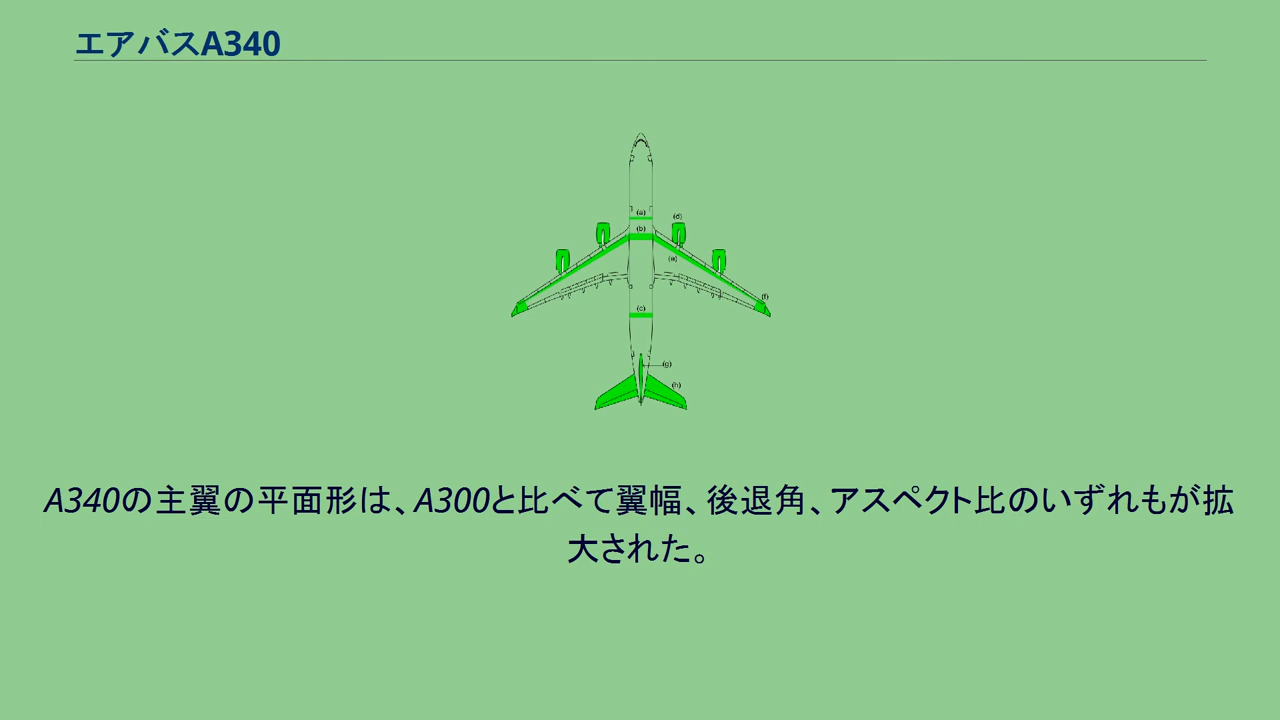 エアバスA340
(a)
(d)
(b)
(e)
(f)
(c)
(g)
(h)
A340の主翼の平面形は、A300と比べて翼幅、後退角、アスペクト比のいずれもが拡
大された。